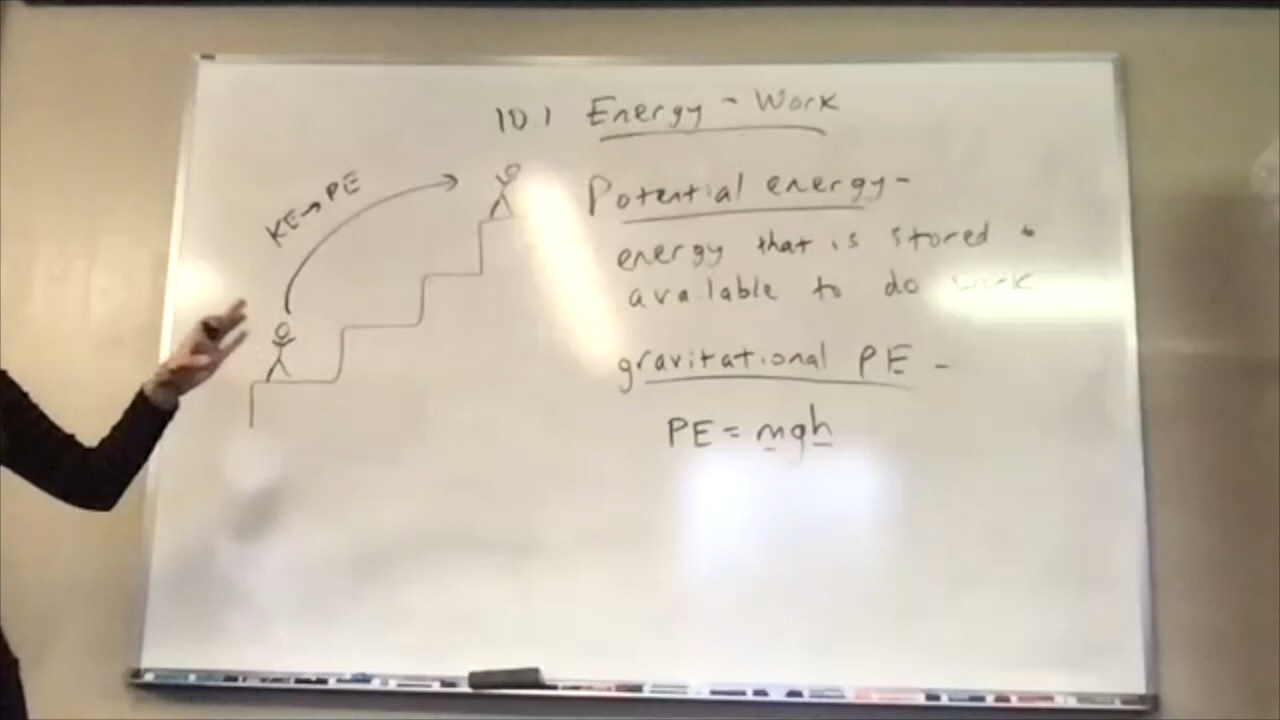 10.1 Energy - Work
KE→PE
Potential energy-
energy that is stored +
available to do work
gravitational PE -
PE = mgh